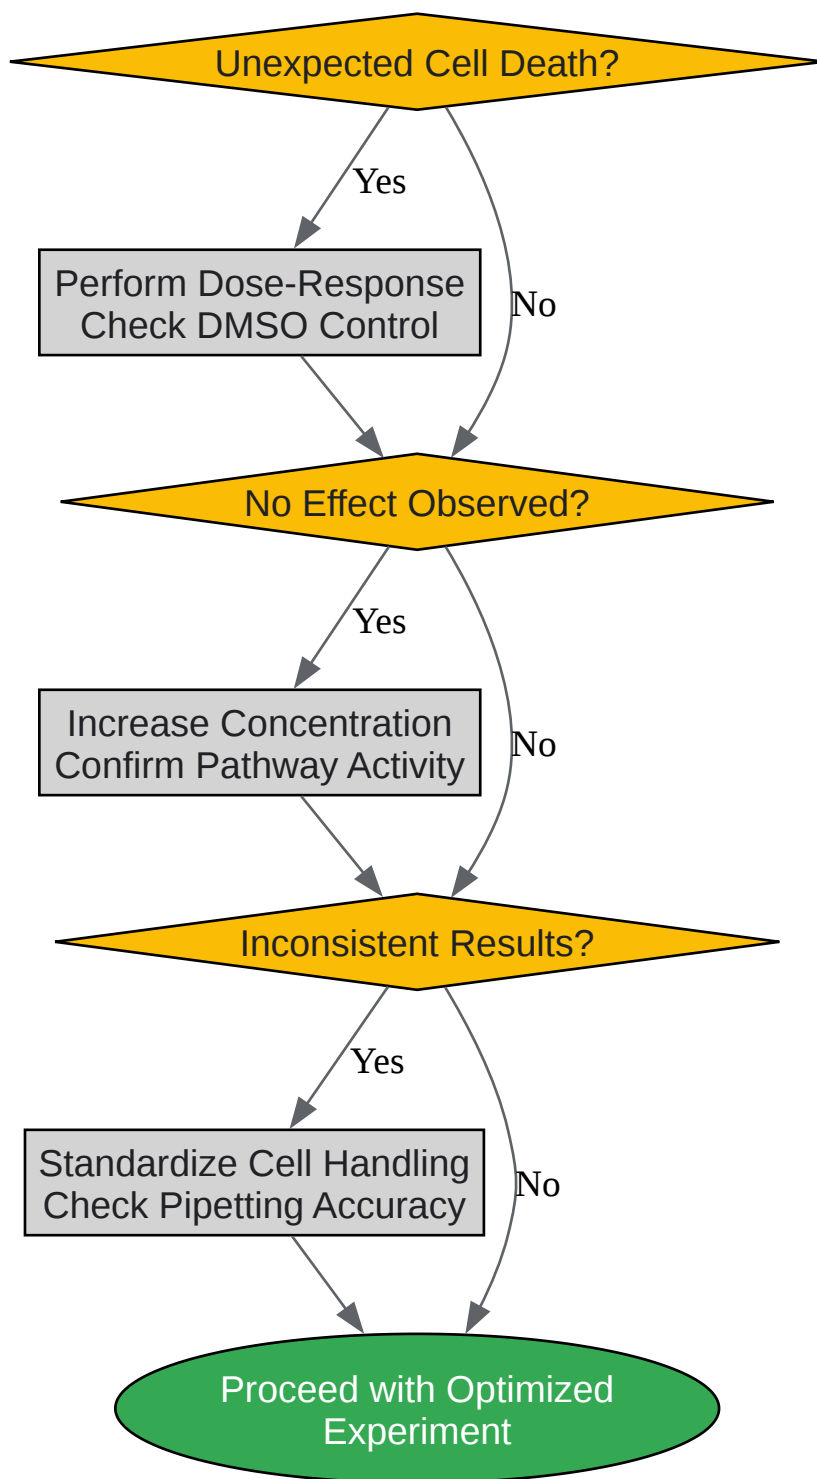 Unexpected Cell Death?
Yes
Perform Dose-Response
Check DMSO Control
No
No Effect Observed?
Yes
Increase Concentration
Confirm Pathway Activity
No
Inconsistent Results?
Yes
Standardize Cell Handling
Check Pipetting Accuracy
No
Proceed with Optimized
Experiment